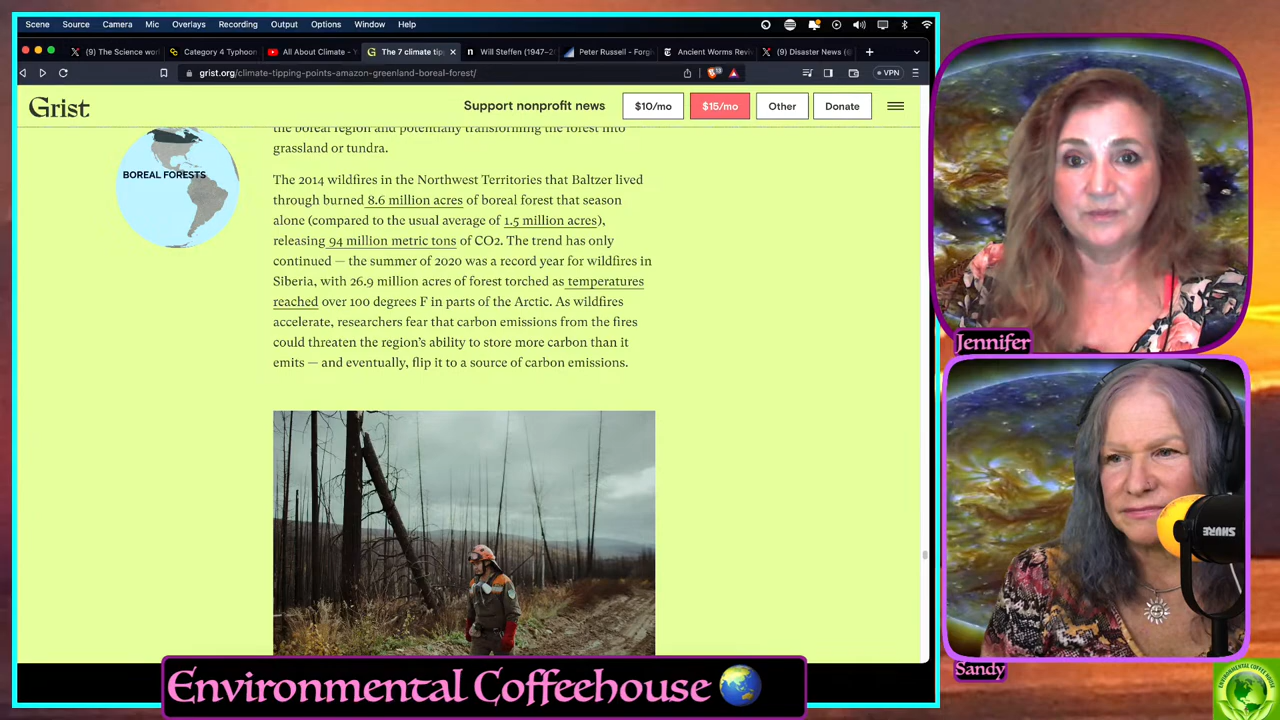 Scene Source Camera Mic Overlays Recording Output Options Window Help
(9) The Science wor
Category 4 Typhoon
All About Climate - Y
The 7 climate tip
Will Steffen (1947–20
Peter Russell - Forgi
Ancient Worms Revi
(9) Disaster News (@
grist.org/climate-tipping-points-amazon-greenland-boreal-forest/
VPN
Grist
Support nonprofit news
$10/mo
$15/mo
Other
Donate
the boreal region and potentially transforming the forest into
grassland or tundra.
BOREAL FORESTS
The 2014 wildfires in the Northwest Territories that Baltzer lived
through burned 8.6 million acres of boreal forest that season
alone (compared to the usual average of 1.5 million acres),
releasing 94 million metric tons of CO2. The trend has only
continued — the summer of 2020 was a record year for wildfires in
Siberia, with 26.9 million acres of forest torched as temperatures
reached over 100 degrees F in parts of the Arctic. As wildfires
accelerate, researchers fear that carbon emissions from the fires
could threaten the region's ability to store more carbon than it
emits — and eventually, flip it to a source of carbon emissions.
Jennifer
SHURE
Sandy
Environmental Coffeehouse
ENVIRONMENTAL COFFEEHOUSE